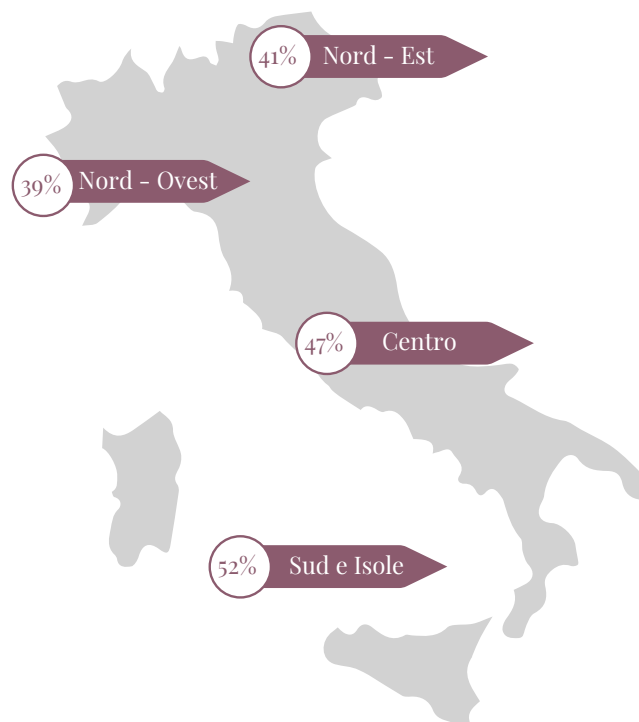 41% Nord - Est
39% Nord - Ovest
47% Centro
52% Sud e Isole